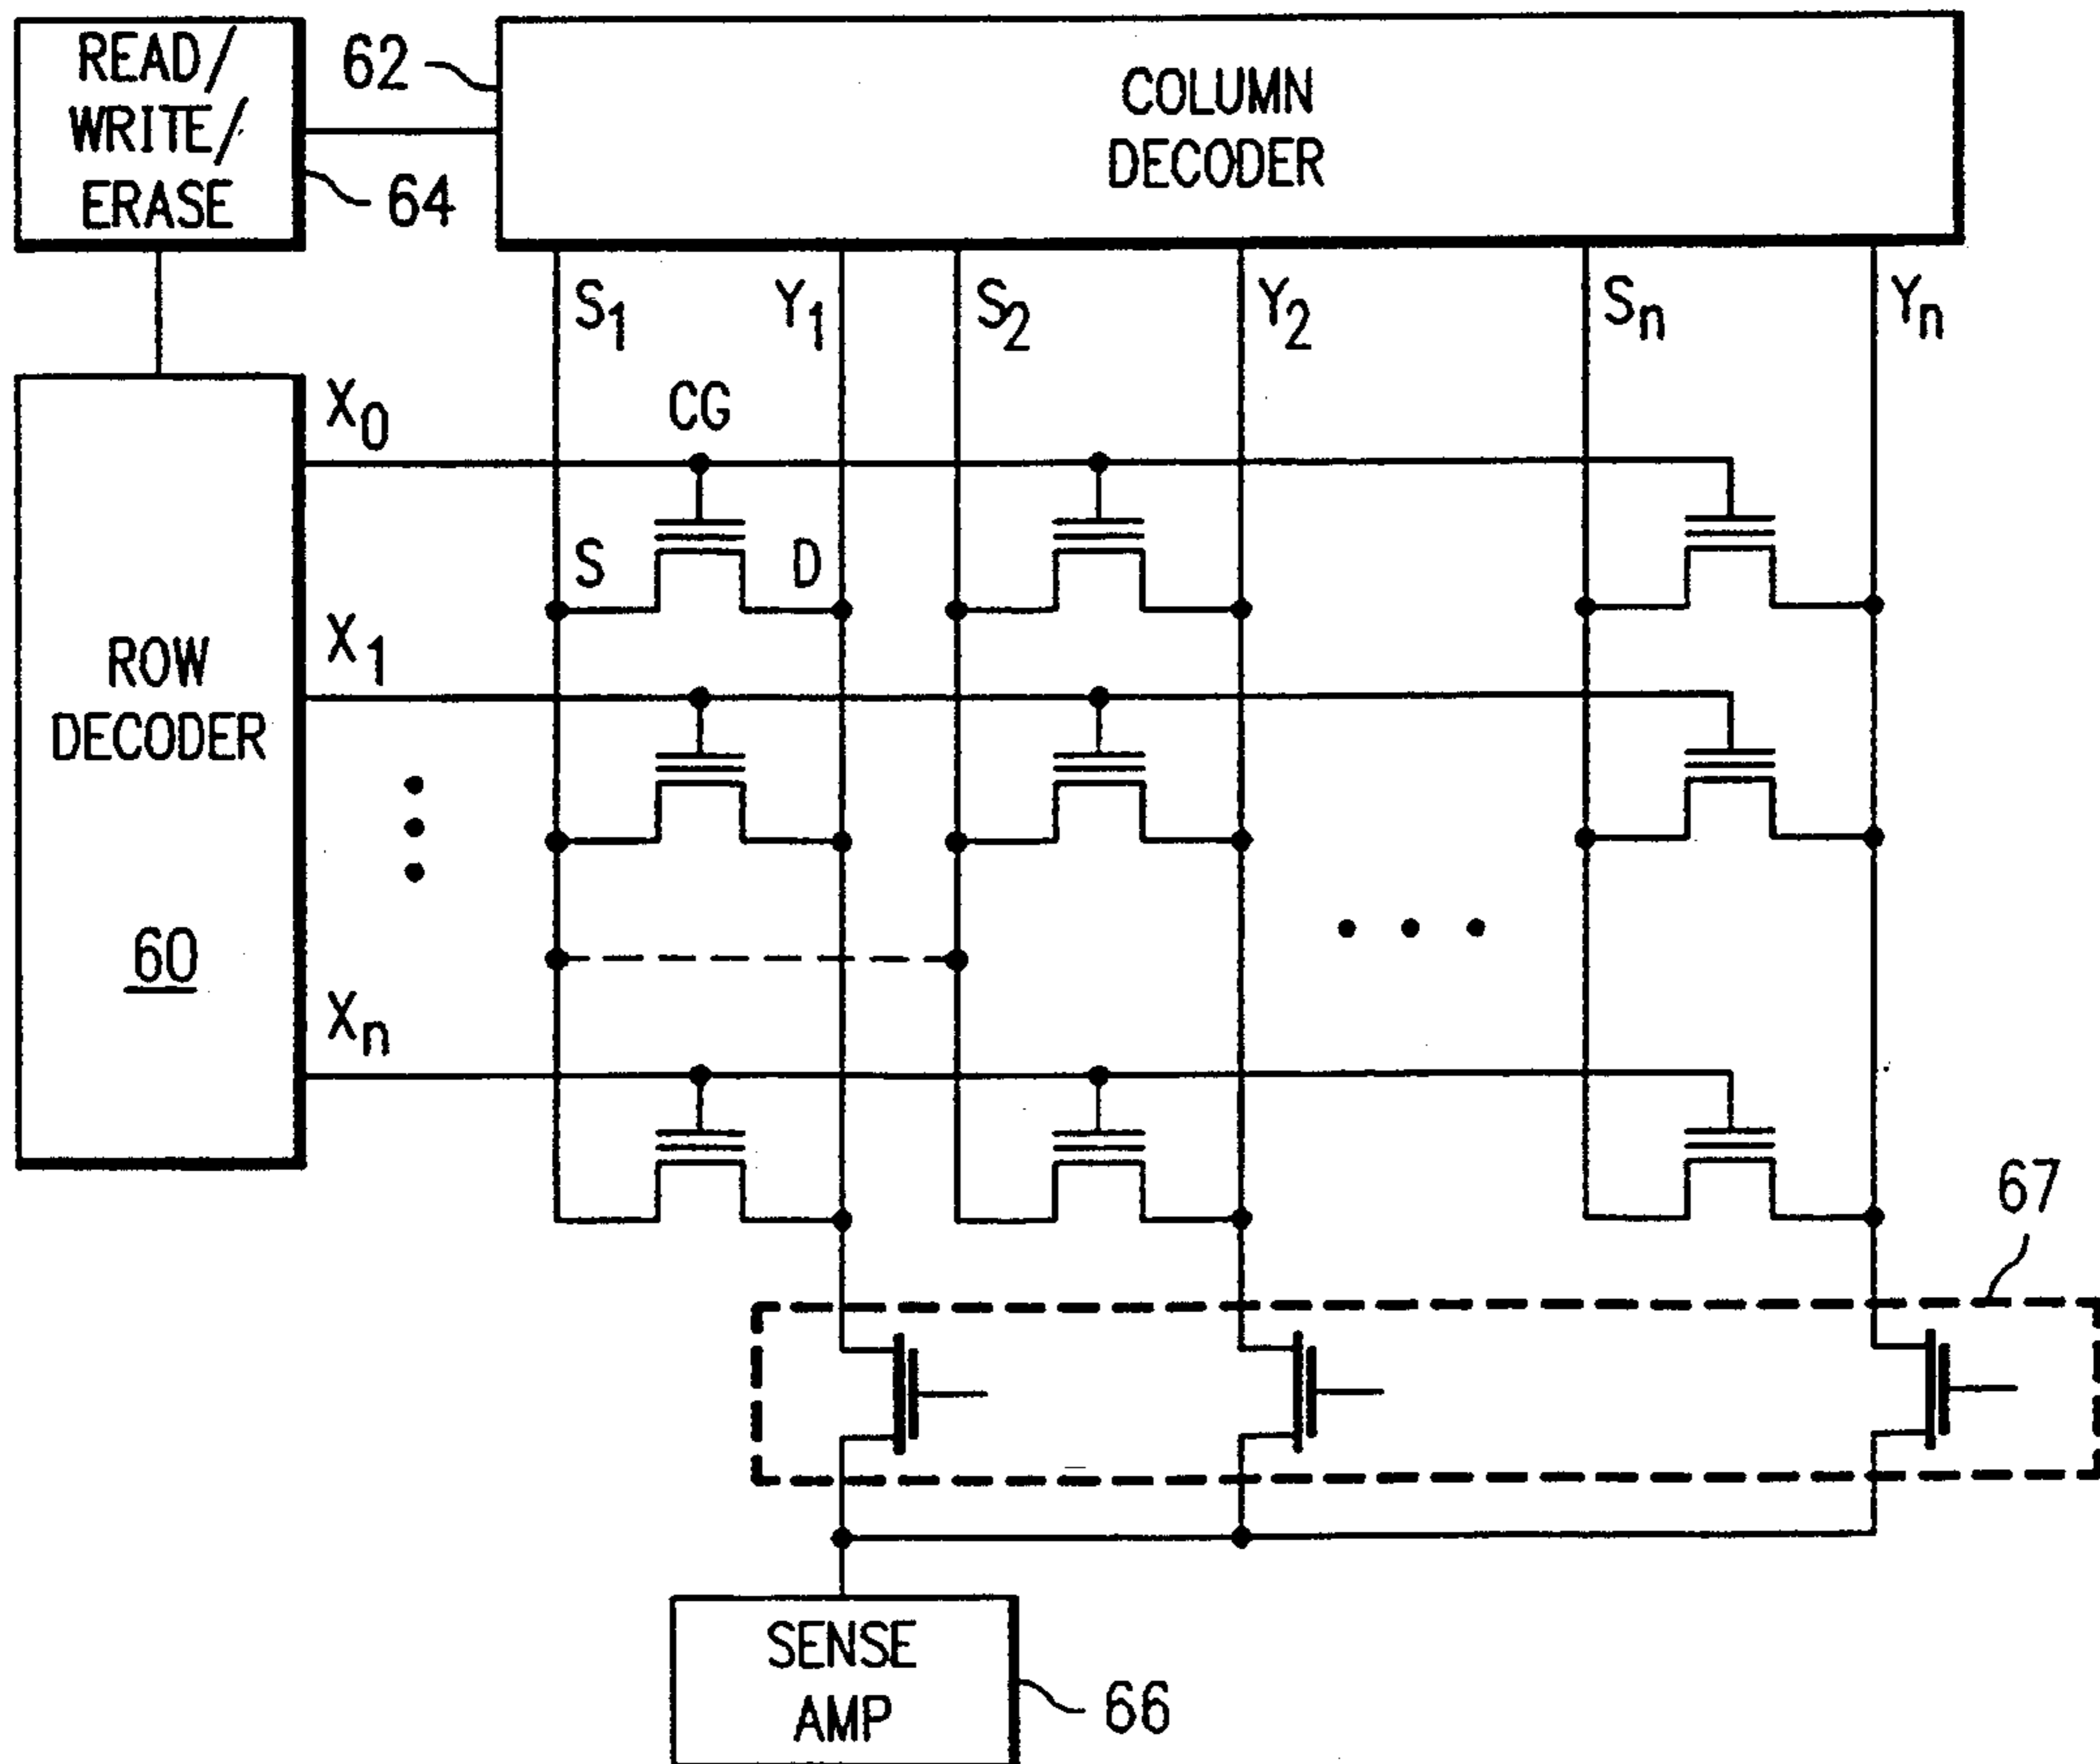 READ/
WRITE/
ERASE
62
COLUMN
DECODER
64
S1 Y1 S2 Y2 Sn Yn
X0
CG
S D
X1
ROW
DECODER
60
Xn
67
SENSE
AMP
66